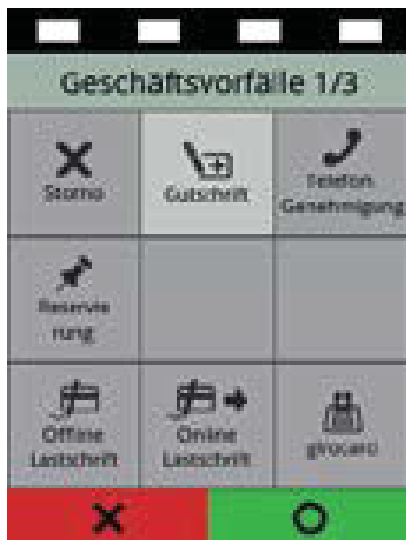 Geschäftsvorfälle 1/3
Storno
Gutschrift
Telefon
Genehmigung
Reservie
rung
Offline
Lastschrift
Online
Lastschrift
girocard